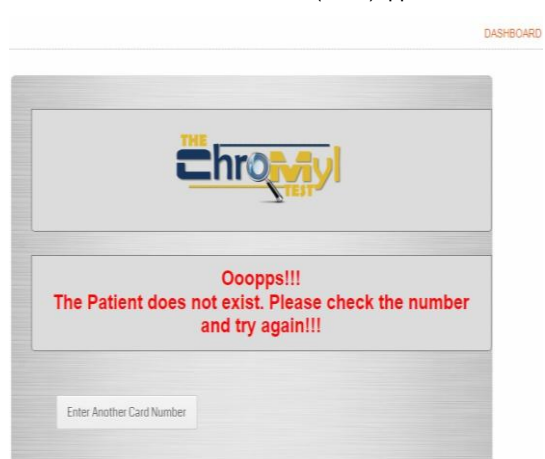 DASHBOARD
THE
ChroMyl
TEST
Ooopps!!!
The Patient does not exist. Please check the number
and try again!!!
Enter Another Card Number